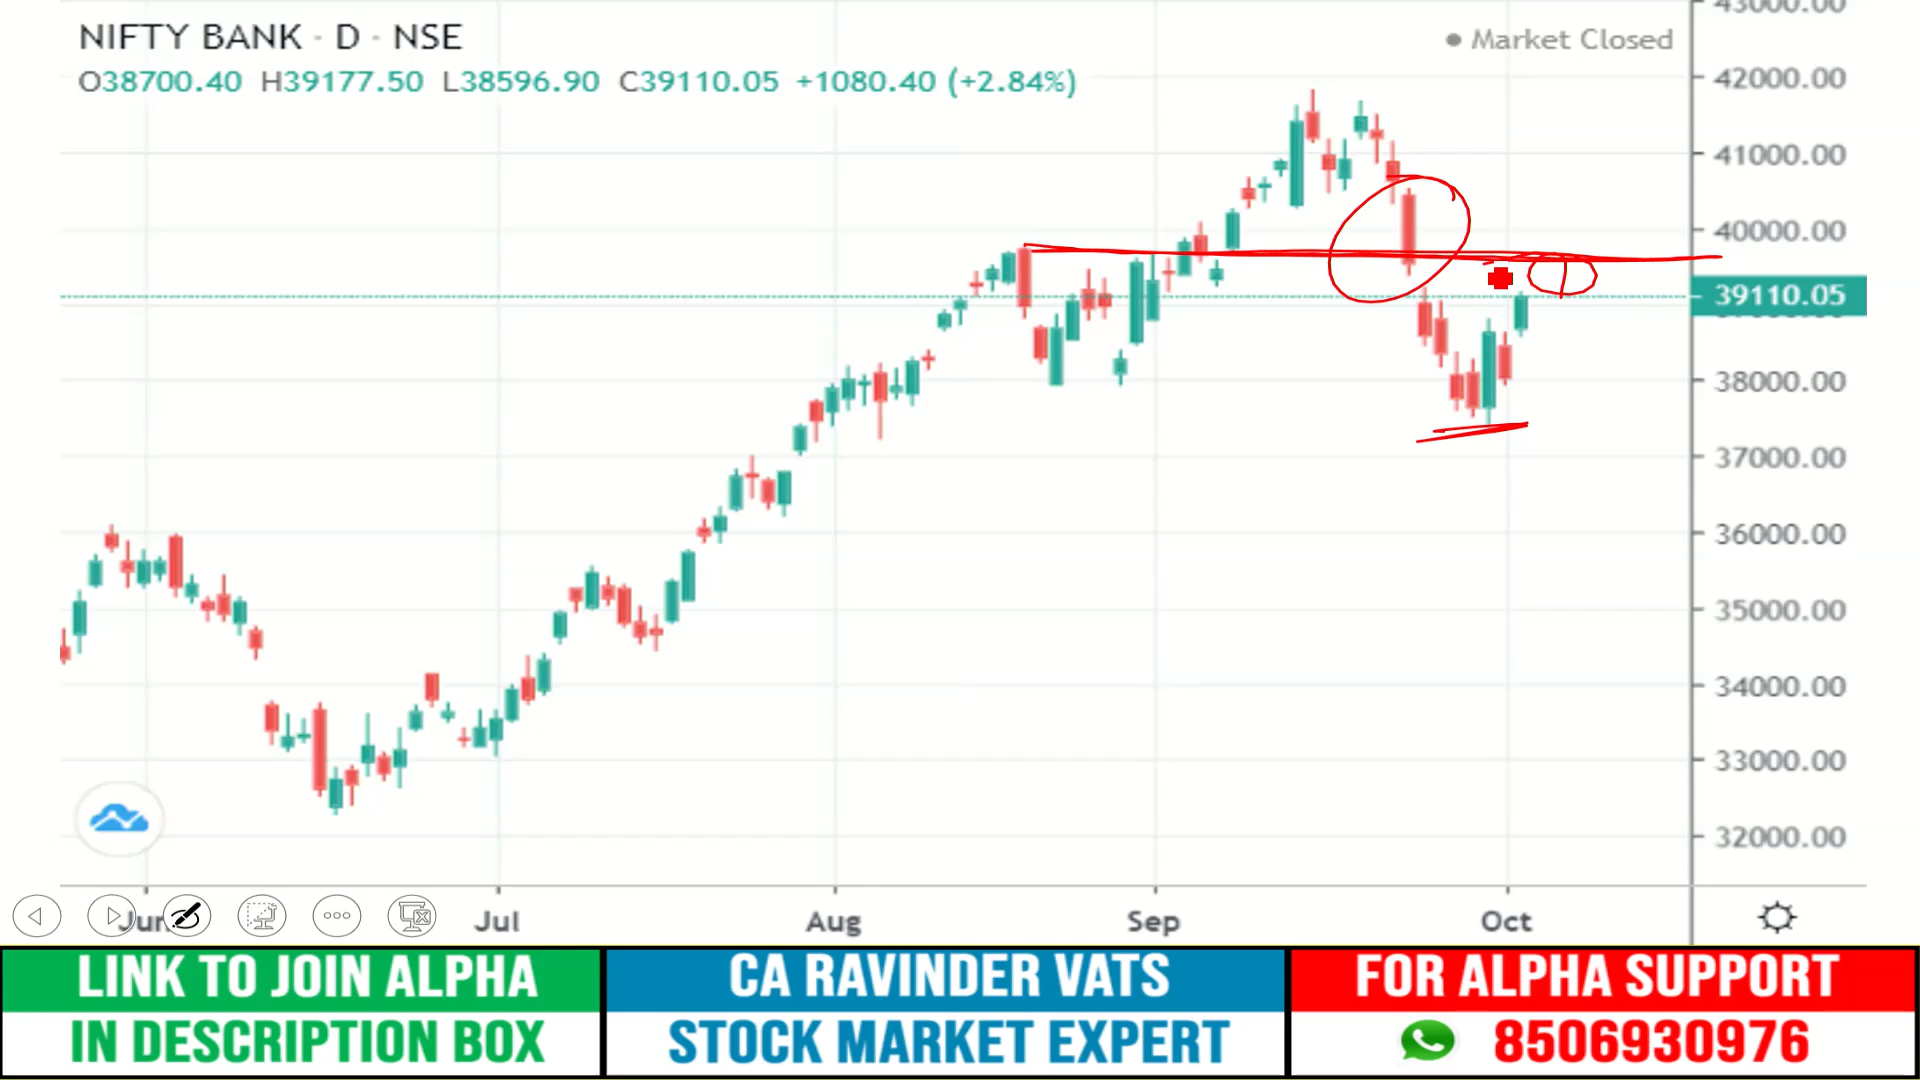 NIFTY BANK · D · NSE
● Market Closed
O38700.40 H39177.50 L38596.90 C39110.05 +1080.40 (+2.84%)
43000.00
42000.00
41000.00
40000.00
39110.05
38000.00
37000.00
36000.00
35000.00
34000.00
33000.00
32000.00
Jun Jul Aug Sep Oct
LINK TO JOIN ALPHA
IN DESCRIPTION BOX
CA RAVINDER VATS
STOCK MARKET EXPERT
FOR ALPHA SUPPORT
8506930976